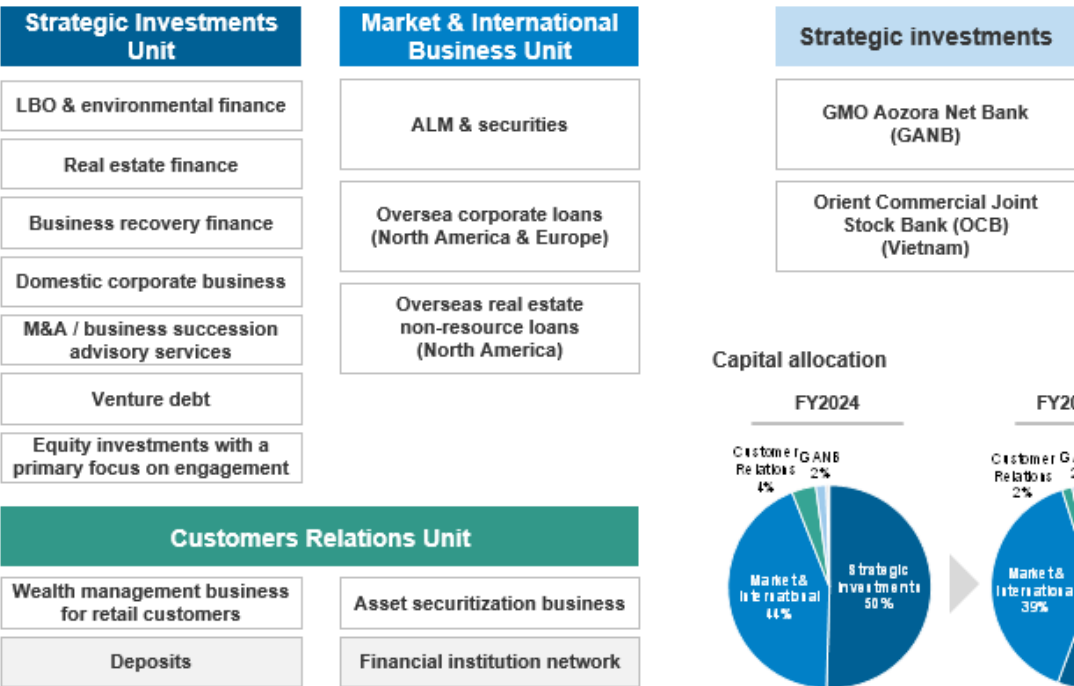 Strategic Investments
Unit
LBO & environmental finance
Real estate finance
Business recovery finance
Domestic corporate business
M&A / business succession
advisory services
Venture debt
Equity investments with a
primary focus on engagement
Market & International
Business Unit
ALM & securities
Oversea corporate loans
(North America & Europe)
Overseas real estate
non-resource loans
(North America)
Customers Relations Unit
Wealth management business
for retail customers
Asset securitization business
Deposits
Financial institution network
Strategic investments
GMO Aozora Net Bank
(GANB)
Orient Commercial Joint
Stock Bank (OCB)
(Vietnam)
Capital allocation
FY2024
Customer
Relations
4%
GANB
2%
Market &
International
44%
Strategic
Investments
50%
Customer
Relations
2%
Market &
39%